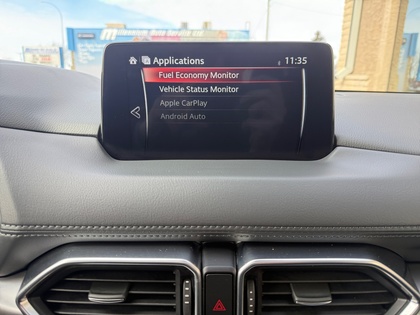 Applications 11:35
Fuel Economy Monitor
Vehicle Status Monitor
Apple CarPlay
Android Auto